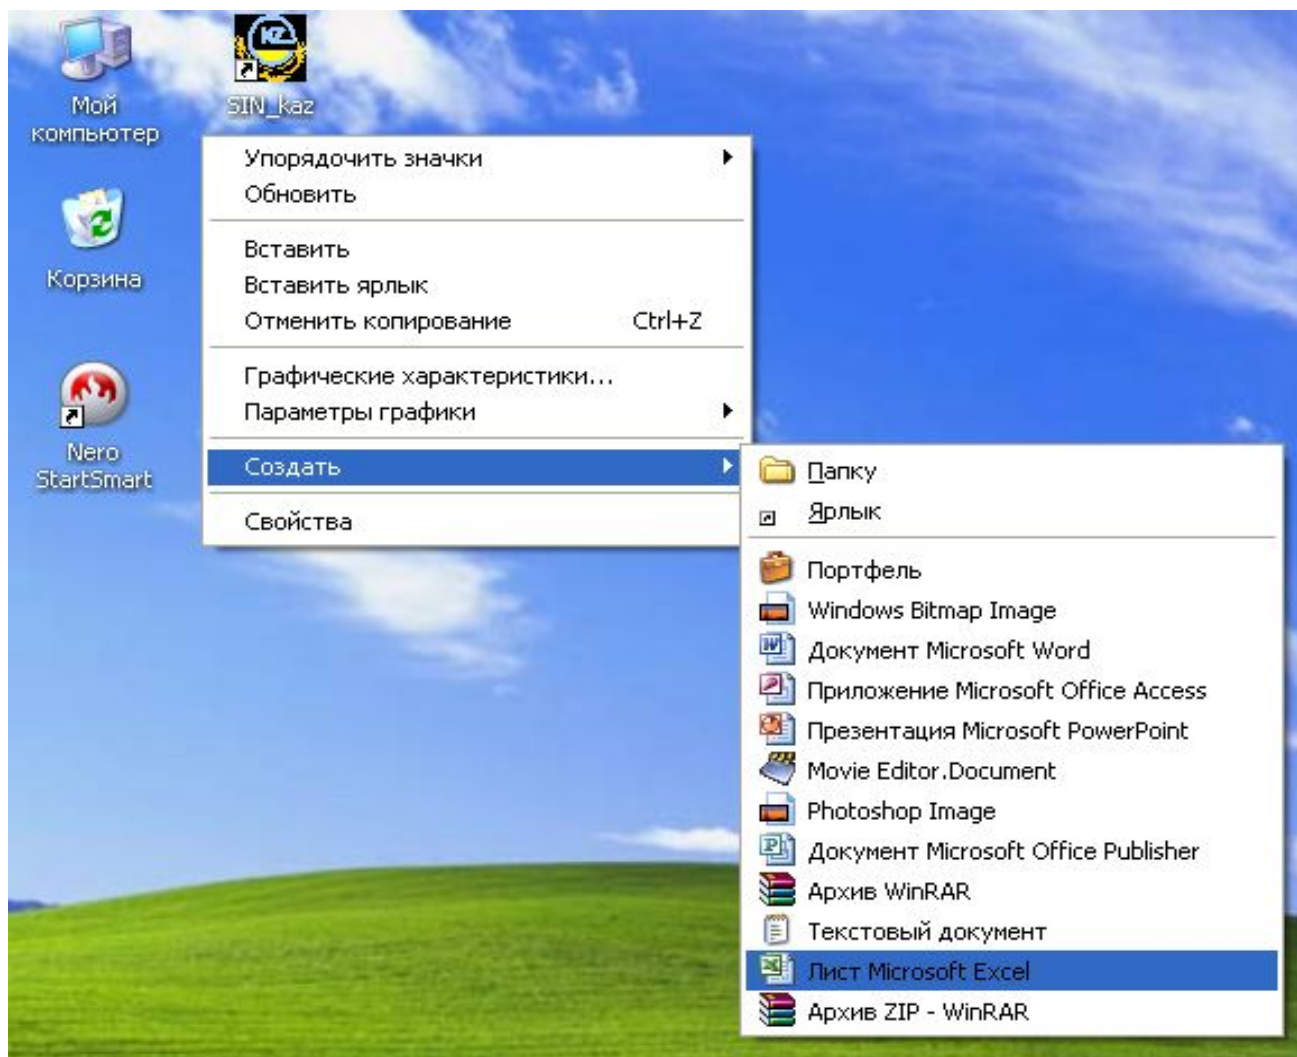 Мой
компьютер
KZ
SIN_kaz
Корзина
Nero
StartSmart
Упорядочить значки
Обновить
Вставить
Вставить ярлык
Отменить копирование Ctrl+Z
Графические характеристики...
Параметры графики
Создать
Свойства
Папку
Ярлык
Портфель
Windows Bitmap Image
Документ Microsoft Word
Приложение Microsoft Office Access
Презентация Microsoft PowerPoint
Movie Editor.Document
Photoshop Image
Документ Microsoft Office Publisher
Архив WinRAR
Текстовый документ
Лист Microsoft Excel
Архив ZIP - WinRAR